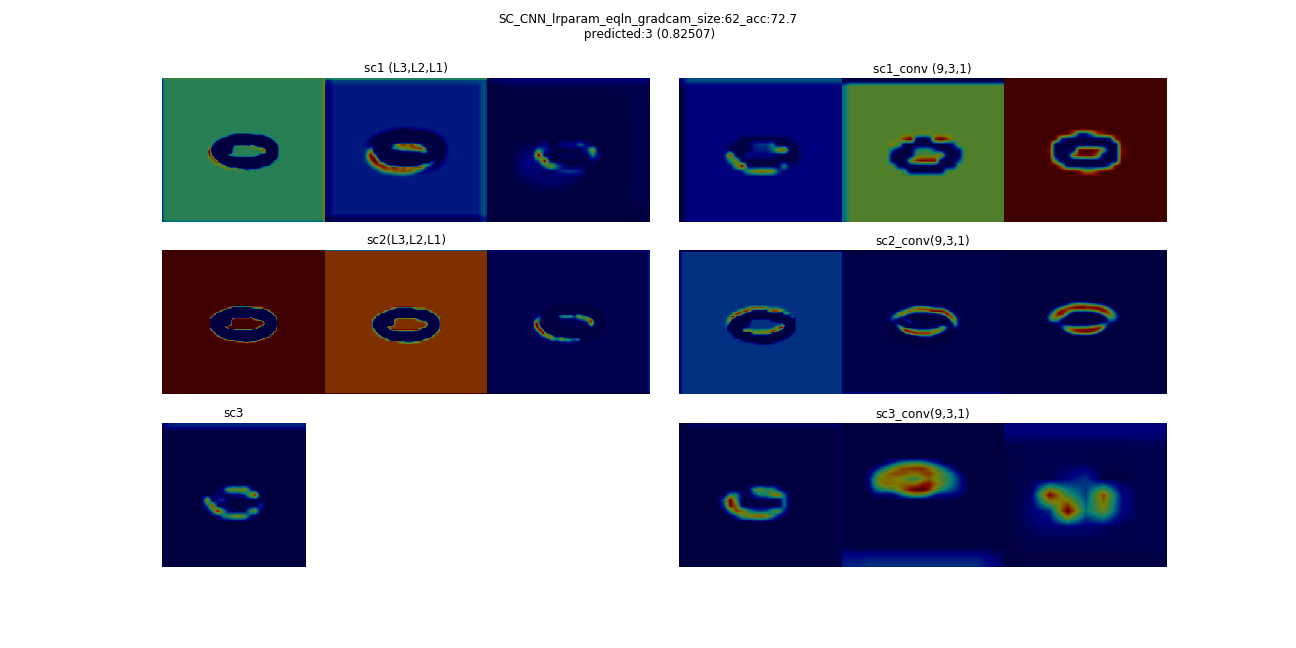 SC_CNN_lrparam_eqln_gradcam_size:62_acc:72.7
predicted:3 (0.82507)
sc1 (L3,L2,L1)
sc1_conv (9,3,1)
sc2(L3,L2,L1)
sc2_conv(9,3,1)
sc3
sc3_conv(9,3,1)